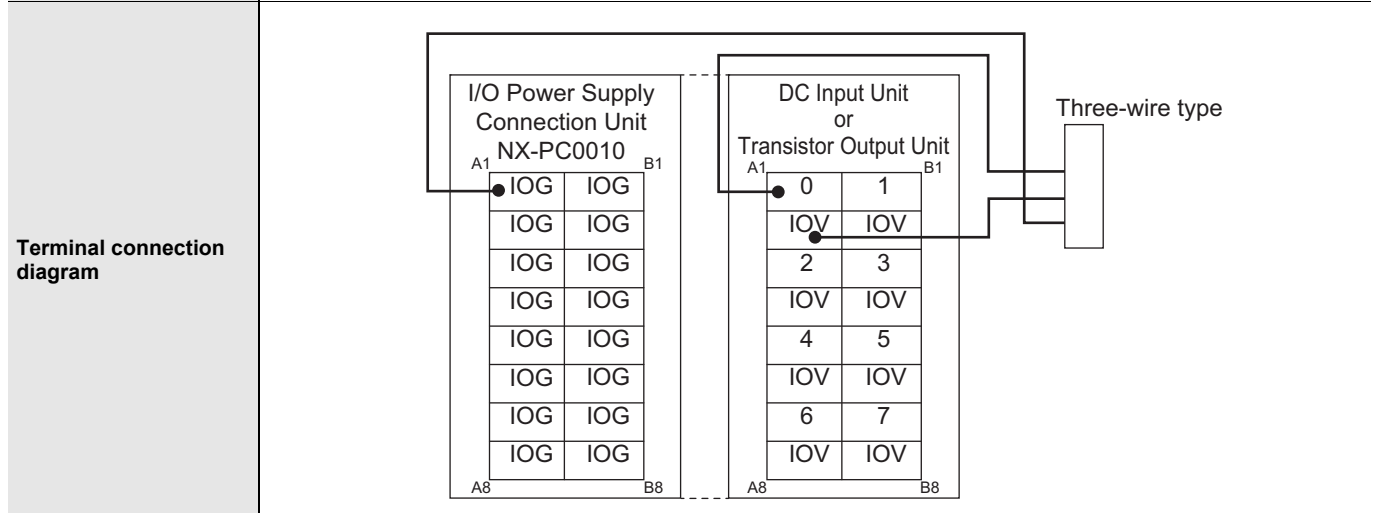 Terminal connection
diagram
I/O Power Supply
Connection Unit
NX-PC0010
A1 B1
IOG IOG
IOG IOG
IOG IOG
IOG IOG
IOG IOG
IOG IOG
IOG IOG
IOG IOG
A8 B8
DC Input Unit
or
Transistor Output Unit
A1 B1
0 1
IOV IOV
2 3
IOV IOV
4 5
IOV IOV
6 7
IOV IOV
A8 B8
Three-wire type